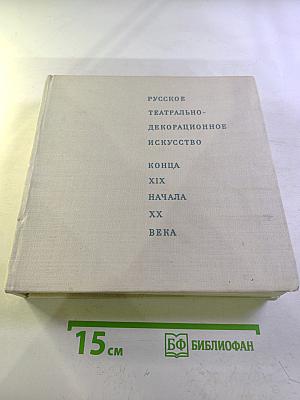 РУССКОЕ
ТЕАТРАЛЬНО-
ДЕКОРАЦИОННОЕ
ИСКУССТВО
КОНЦА
XIX
НАЧАЛА
XX
ВЕКА
15 см
БФ БИБЛИОФАН